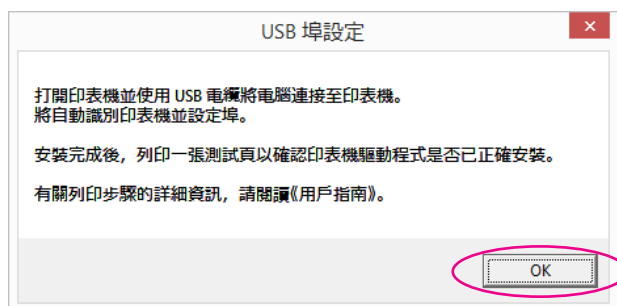 USB 埠設定
打開印表機並使用 USB 電纜將電腦連接至印表機。
將自動識別印表機並設定埠。
安裝完成後，列印一張測試頁以確認印表機驅動程式是否已正確安裝。
有關列印步驟的詳細資訊，請閱讀《用戶指南》。
OK